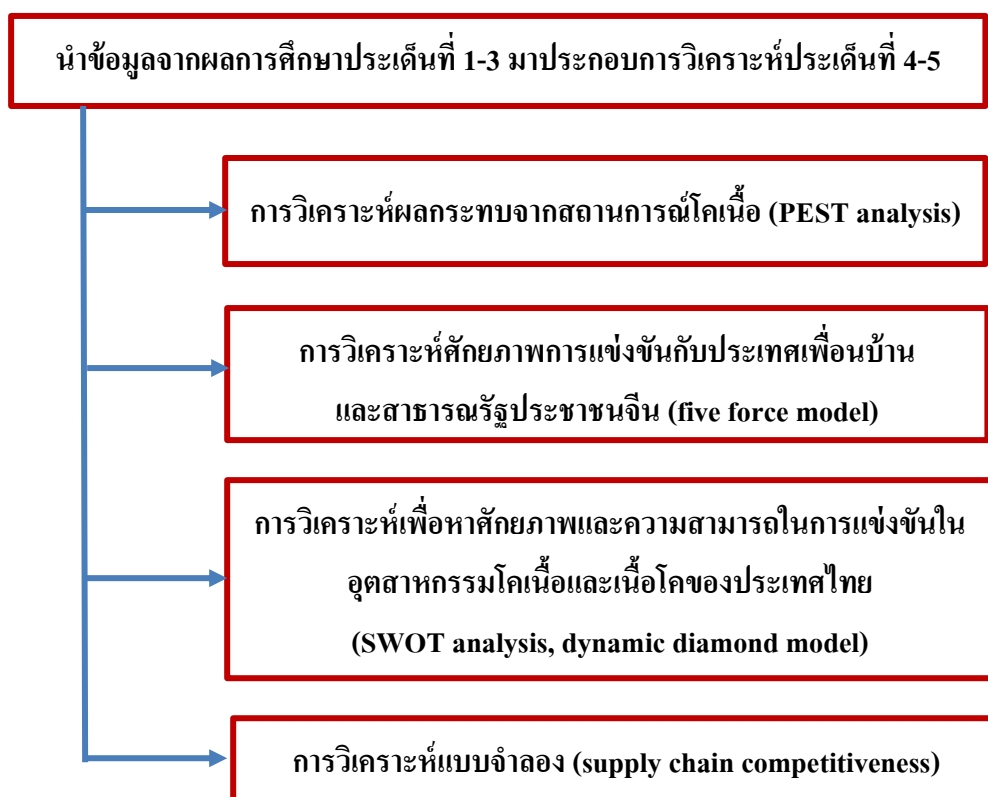 นำข้อมูลจากผลการศึกษาประเด็นที่ 1-3 มาประกอบการวิเคราะห์ประเด็นที่ 4-5
การวิเคราะห์ผลกระทบจากสถานการณ์โคเนื้อ (PEST analysis)
การวิเคราะห์ศักยภาพการแข่งขันกับประเทศเพื่อนบ้าน
และสาธารณรัฐประชาชนจีน (five force model)
การวิเคราะห์เพื่อหาศักยภาพและความสามารถในการแข่งขันใน
อุตสาหกรรมโคเนื้อและเนื้อโคของประเทศไทย
(SWOT analysis, dynamic diamond model)
การวิเคราะห์แบบจำลอง (supply chain competitiveness)